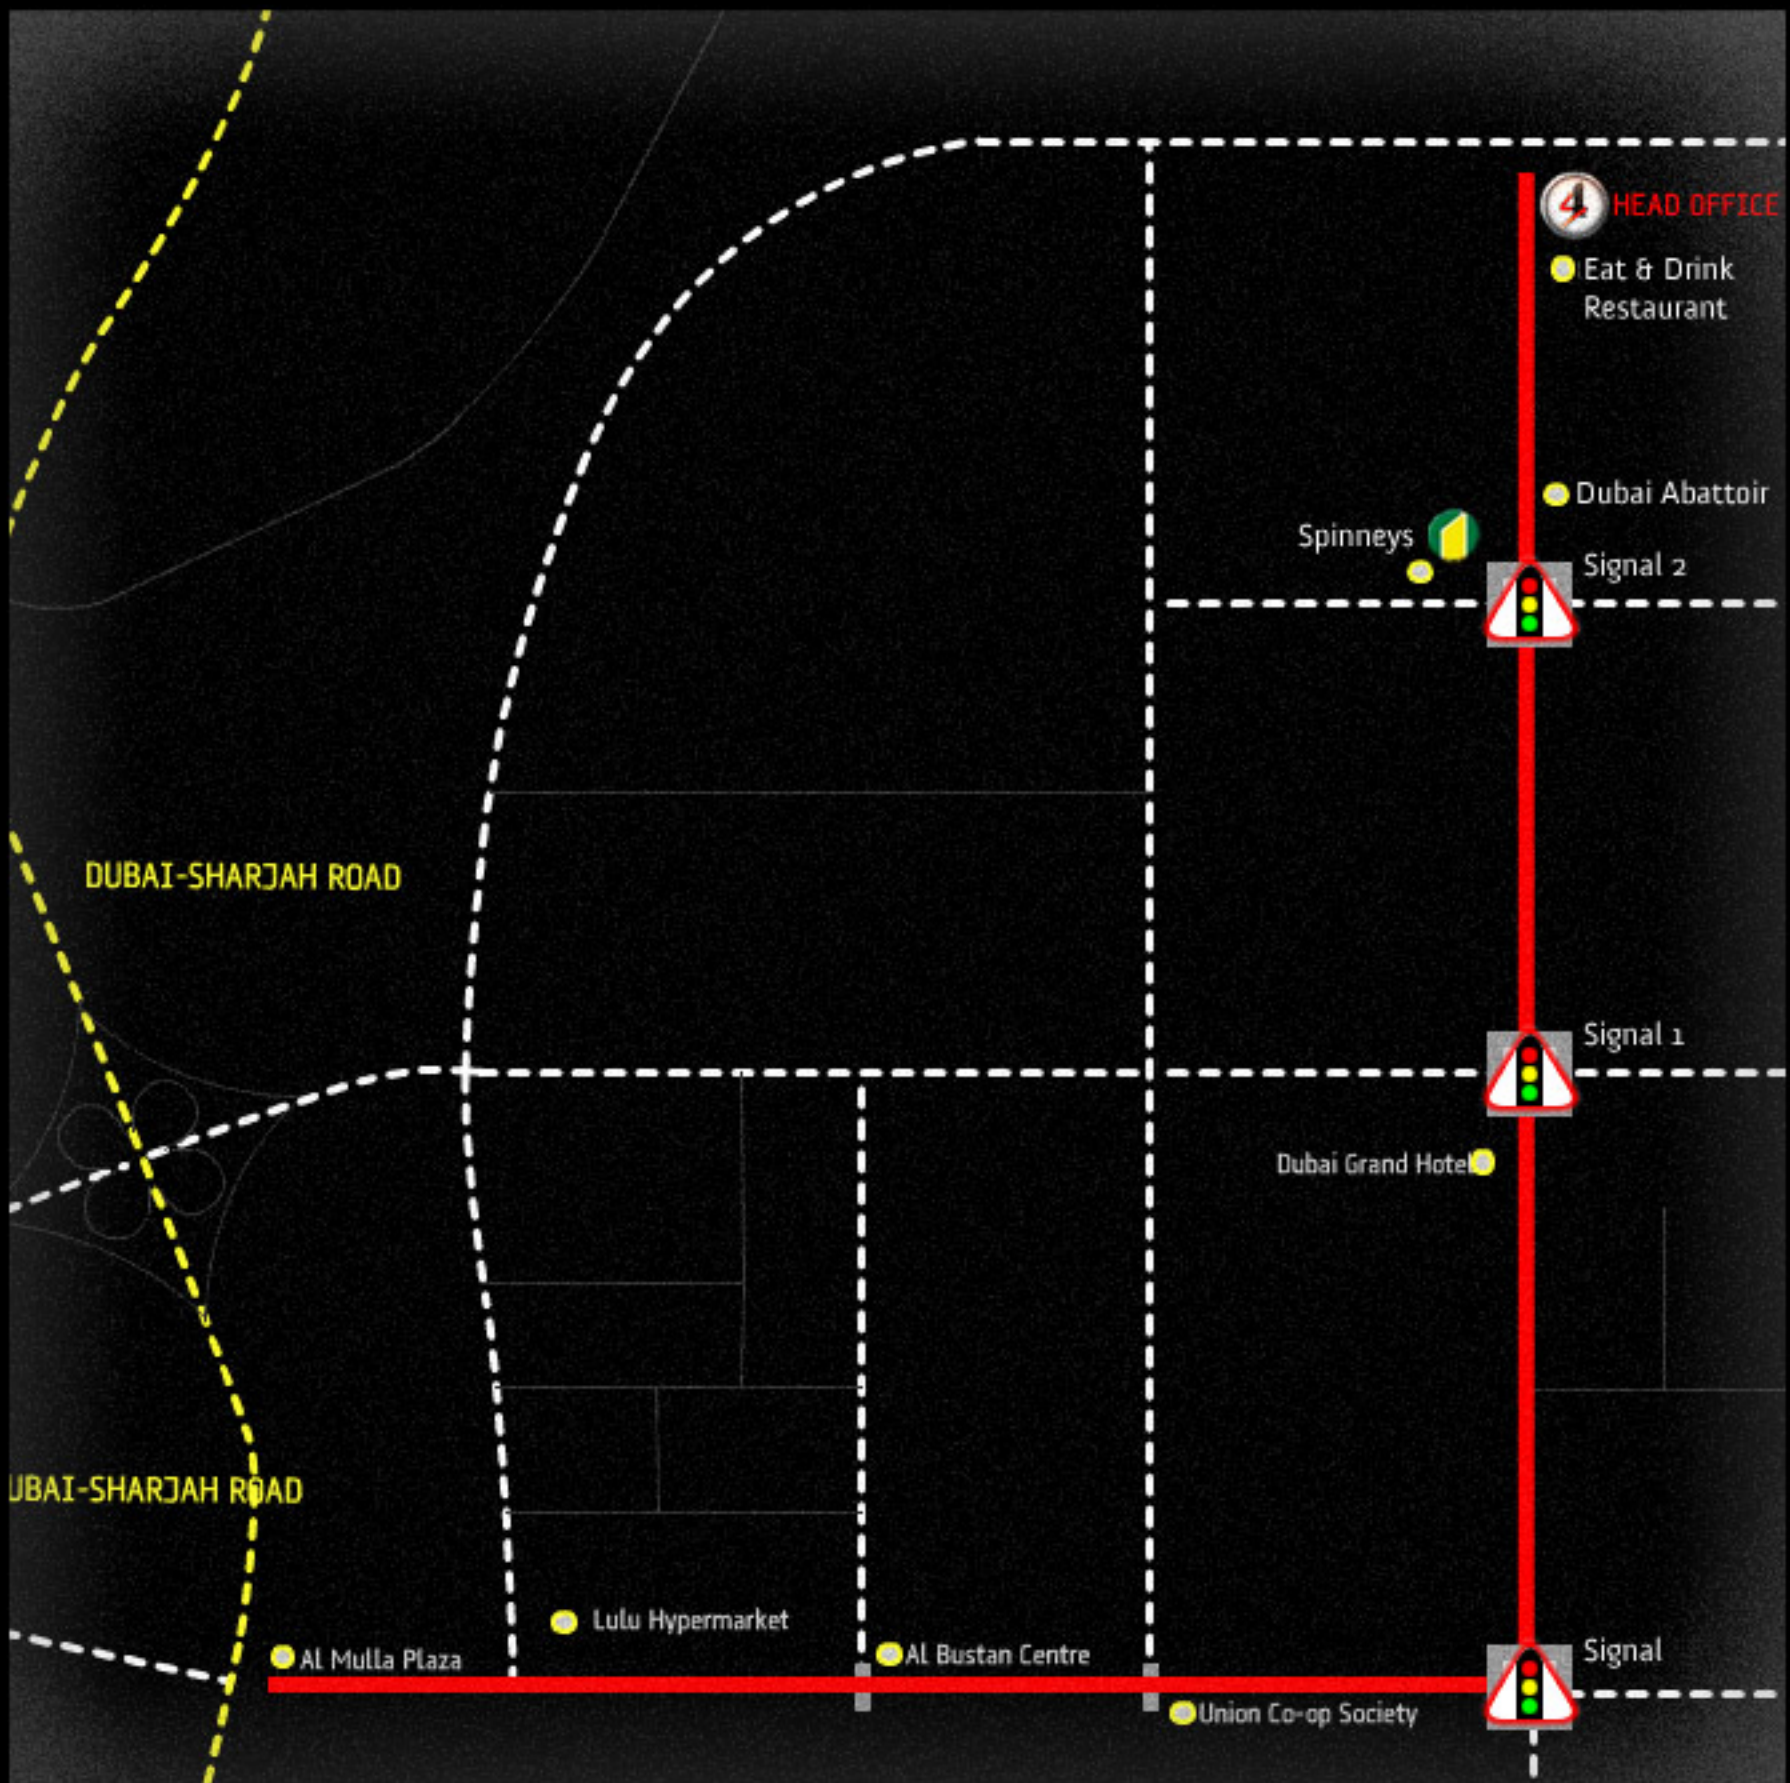 4 HEAD OFFICE
Eat & Drink
Restaurant
Dubai Abattoir
Spinneys
Signal 2
DUBAI-SHARJAH ROAD
Signal 1
Dubai Grand Hotel
UBAI-SHARJAH ROAD
Lulu Hypermarket
Al Mulla Plaza
Al Bustan Centre
Signal
Union Co-op Society